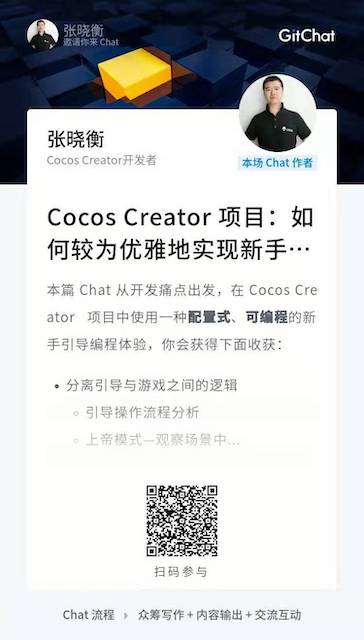 张晓衡
邀请你来 Chat
GitChat
张晓衡
Cocos Creator开发者
本场 Chat 作者
Cocos Creator 项目：如
何较为优雅地实现新手…
本篇 Chat 从开发痛点出发，在 Cocos Cre
ator 项目中使用一种配置式、可编程的新
手引导编程体验，你会获得下面收获：
• 分离引导与游戏之间的逻辑
◦ 引导操作流程分析
◦ 上帝模式—观察场景中...
扫码参与
Chat 流程 ▸ 众筹写作 + 内容输出 + 交流互动